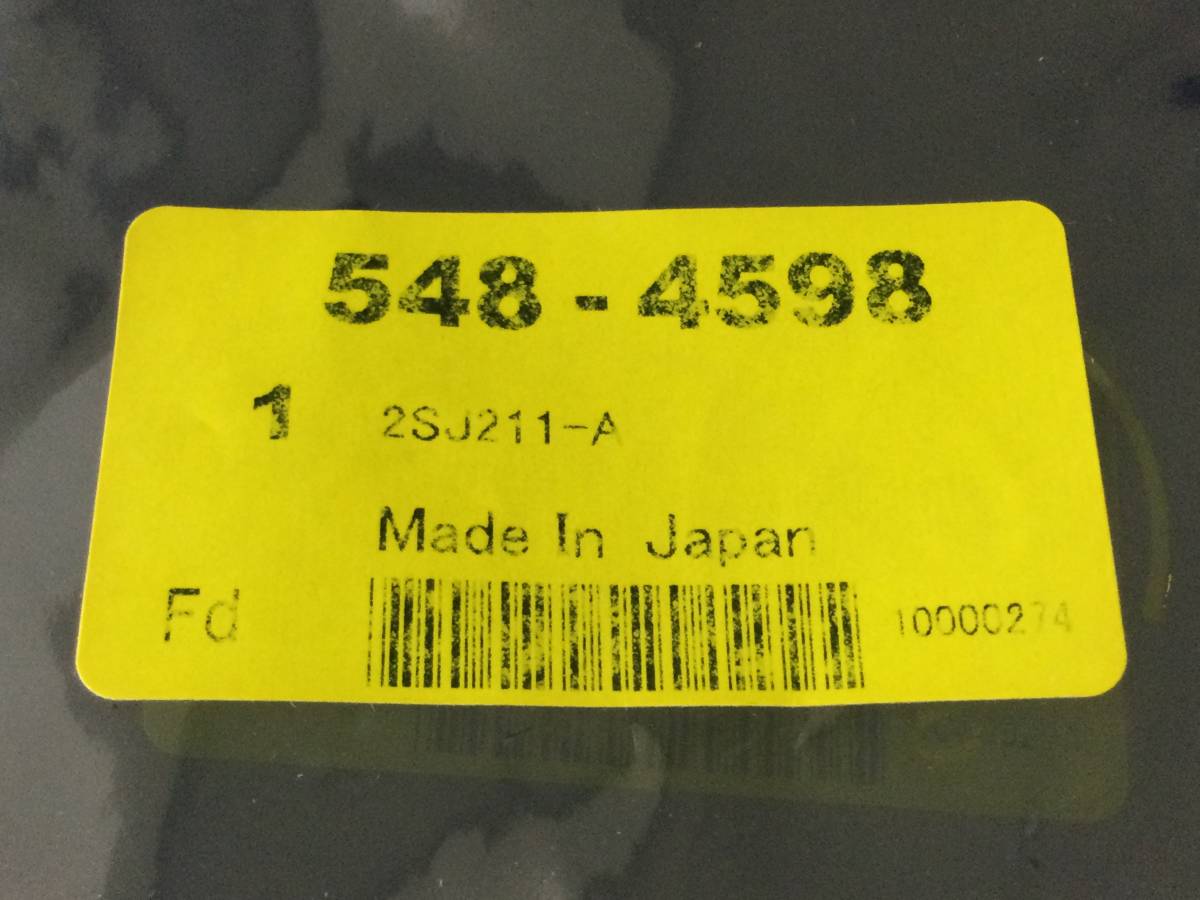 548 - 4598
1 2SJ211-A
Made In Japan
Fd 10000274